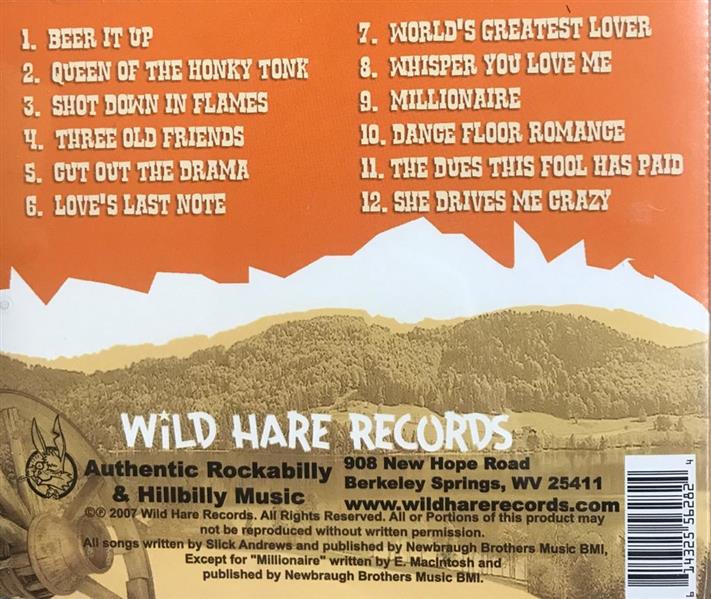 1. BEER IT UP
2. QUEEN OF THE HONKY TONK
3. SHOT DOWN IN FLAMES
4. THREE OLD FRIENDS
5. CUT OUT THE DRAMA
6. LOVE'S LAST NOTE
7. WORLD'S GREATEST LOVER
8. WHISPER YOU LOVE ME
9. MILLIONAIRE
10. DANCE FLOOR ROMANCE
11. THE DUES THIS FOOL HAS PAID
12. SHE DRIVES ME CRAZY
WiLD HARE RECORDS
Authentic Rockabilly
& Hillbilly Music
908 New Hope Road
Berkeley Springs, WV 25411
www.wildharerecords.com
©℗ 2007 Wild Hare Records. All Rights Reserved. All or Portions of this product may
not be reproduced without written permission.
All songs written by Slick Andrews and published by Newbraugh Brothers Music BMI,
Except for "Millionaire" written by E. Macintosh and
published by Newbraugh Brothers Music BMI.
6 14325 56282 4